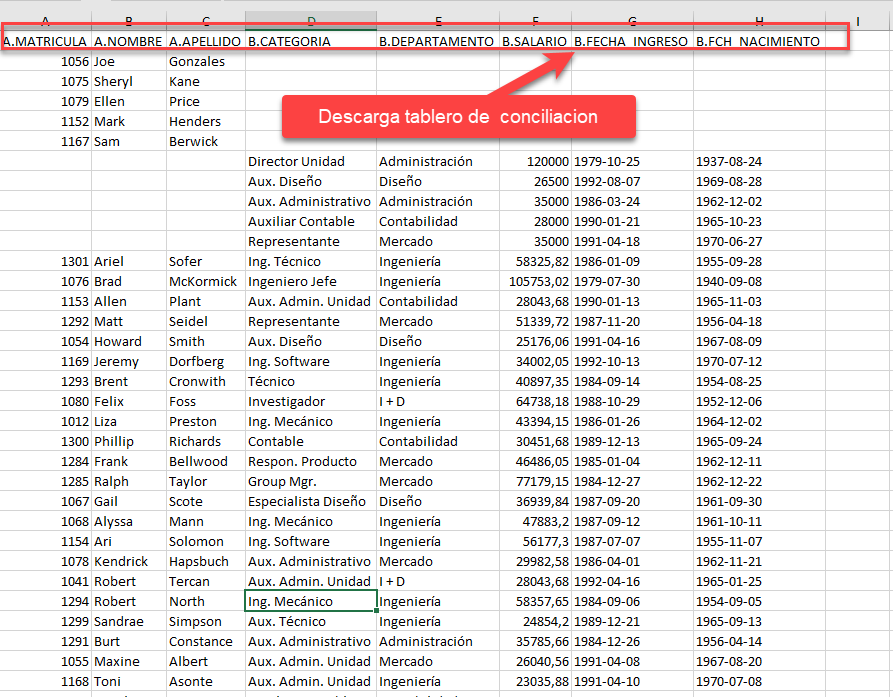 A B C D E F G H I
A.MATRICULA A.NOMBRE A.APELLIDO B.CATEGORIA B.DEPARTAMENTO B.SALARIO B.FECHA_INGRESO B.FCH_NACIMIENTO
1056 Joe Gonzales
1075 Sheryl Kane
1079 Ellen Price
Descarga tablero de conciliacion
1152 Mark Henders
1167 Sam Berwick
Director Unidad Administración 120000 1979-10-25 1937-08-24
Aux. Diseño Diseño 26500 1992-08-07 1969-08-28
Aux. Administrativo Administración 35000 1986-03-24 1962-12-02
Auxiliar Contable Contabilidad 28000 1990-01-21 1965-10-23
Representante Mercado 35000 1991-04-18 1970-06-27
1301 Ariel Sofer Ing. Técnico Ingeniería 58325,82 1986-01-09 1955-09-28
1076 Brad McKormick Ingeniero Jefe Ingeniería 105753,02 1979-07-30 1940-09-08
1153 Allen Plant Aux. Admin. Unidad Contabilidad 28043,68 1990-01-13 1965-11-03
1292 Matt Seidel Representante Mercado 51339,72 1987-11-20 1956-04-18
1054 Howard Smith Aux. Diseño Diseño 25176,06 1991-04-16 1967-08-09
1169 Jeremy Dorfberg Ing. Software Ingeniería 34002,05 1992-10-13 1970-07-12
1293 Brent Cronwith Técnico Ingeniería 40897,35 1984-09-14 1954-08-25
1080 Felix Foss Investigador I + D 64738,18 1988-10-29 1952-12-06
1012 Liza Preston Ing. Mecánico Ingeniería 43394,15 1986-01-26 1964-12-02
1300 Phillip Richards Contable Contabilidad 30451,68 1989-12-13 1965-09-24
1284 Frank Bellwood Respon. Producto Mercado 46486,05 1985-01-04 1962-12-11
1285 Ralph Taylor Group Mgr. Mercado 77179,15 1984-12-27 1962-12-22
1067 Gail Scote Especialista Diseño Diseño 36939,84 1987-09-20 1961-09-30
1068 Alyssa Mann Ing. Mecánico Ingeniería 47883,2 1987-09-12 1961-10-11
1154 Ari Solomon Ing. Software Ingeniería 56177,3 1987-07-07 1955-11-07
1078 Kendrick Hapsbuch Aux. Administrativo Mercado 29982,58 1986-04-01 1962-11-21
1041 Robert Tercan Aux. Admin. Unidad I + D 28043,68 1992-04-16 1965-01-25
1294 Robert North Ing. Mecánico Ingeniería 58357,65 1984-09-06 1954-09-05
1299 Sandrae Simpson Aux. Técnico Ingeniería 24854,2 1989-12-21 1965-09-13
1291 Burt Constance Aux. Administrativo Administración 35785,66 1984-12-26 1956-04-14
1055 Maxine Albert Aux. Admin. Unidad Mercado 26040,56 1991-04-08 1967-08-20
1168 Toni Asonte Aux. Admin. Unidad Ingeniería 23035,88 1991-04-10 1970-07-08